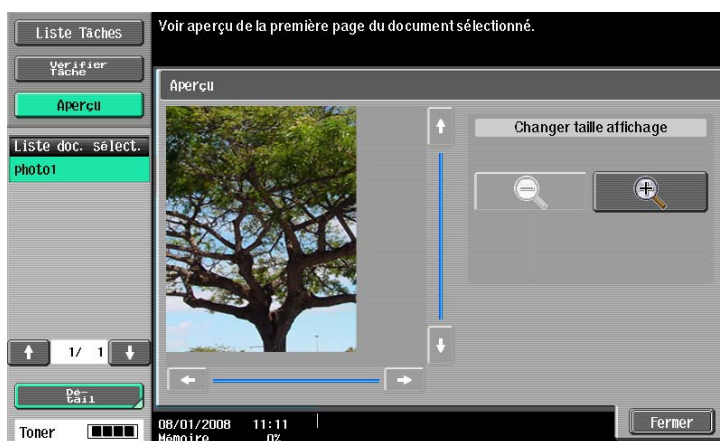 Liste Tâches
Voir aperçu de la première page du document sélectionné.
Vérifier
Tâche
Aperçu
Aperçu
Liste doc. sélect.
photo1
Changer taille affichage
1/ 1
Dé-
tail
Toner
08/01/2008 11:11
Mémoire 0%
Fermer